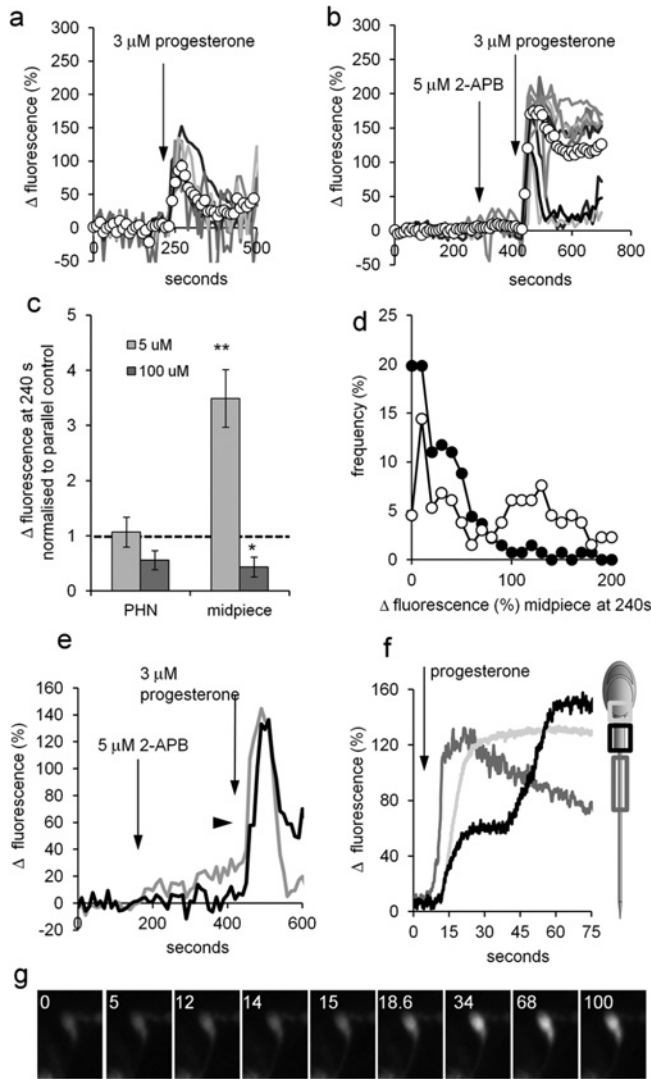 a
b
300
250
200
150
100
50
0
-50
Δ fluorescence (%)
3 μM progesterone
0
250
500
seconds
300
250
200
150
100
50
0
-50
Δ fluorescence (%)
3 μM progesterone
5 μM 2-APB
0
200
400
600
800
seconds
c
5
4
3
2
1
0
Δ fluorescence at 240 s
normalised to parallel control
5 uM
100 uM
**
*
PHN
midpiece
d
25
20
15
10
5
0
frequency (%)
0
100
200
Δ fluorescence (%) midpiece at 240s
e
160
140
120
100
80
60
40
20
0
-20
Δ fluorescence (%)
3 μM
progesterone
5 μM 2-APB
0
200
400
600
seconds
f
160
120
80
40
0
Δ fluorescence (%)
progesterone
0
15
30
45
60
75
seconds
g
0
5
12
14
15
18.6
34
68
100